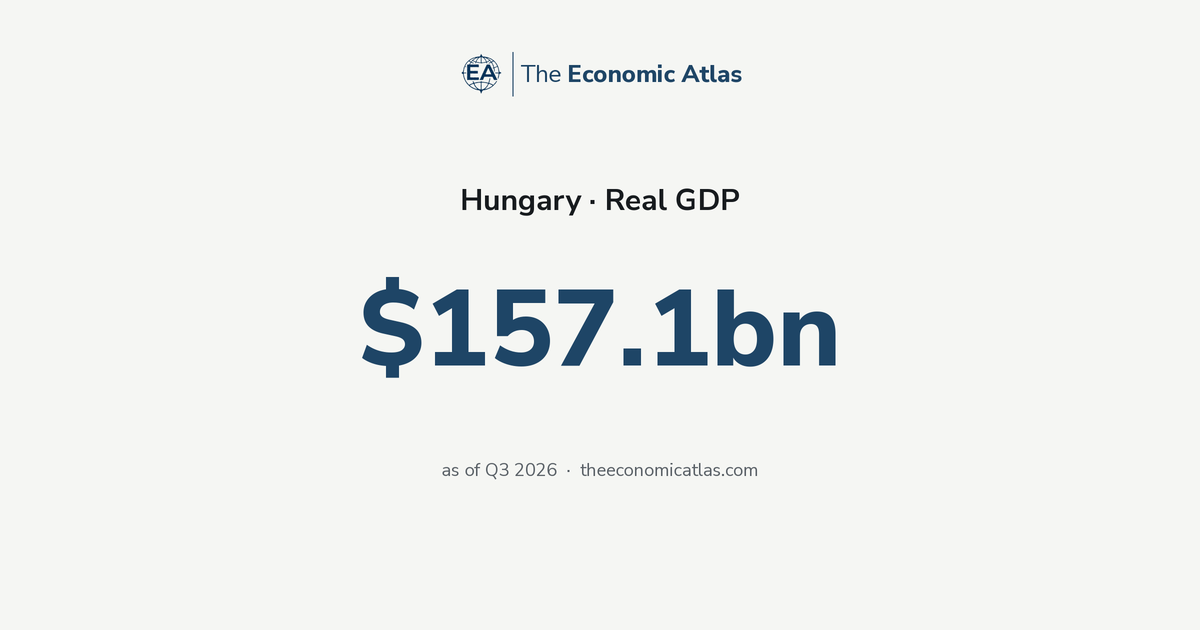 EA The Economic Atlas
Hungary · Real GDP
$157.1bn
as of Q3 2026 · theeconomicatlas.com